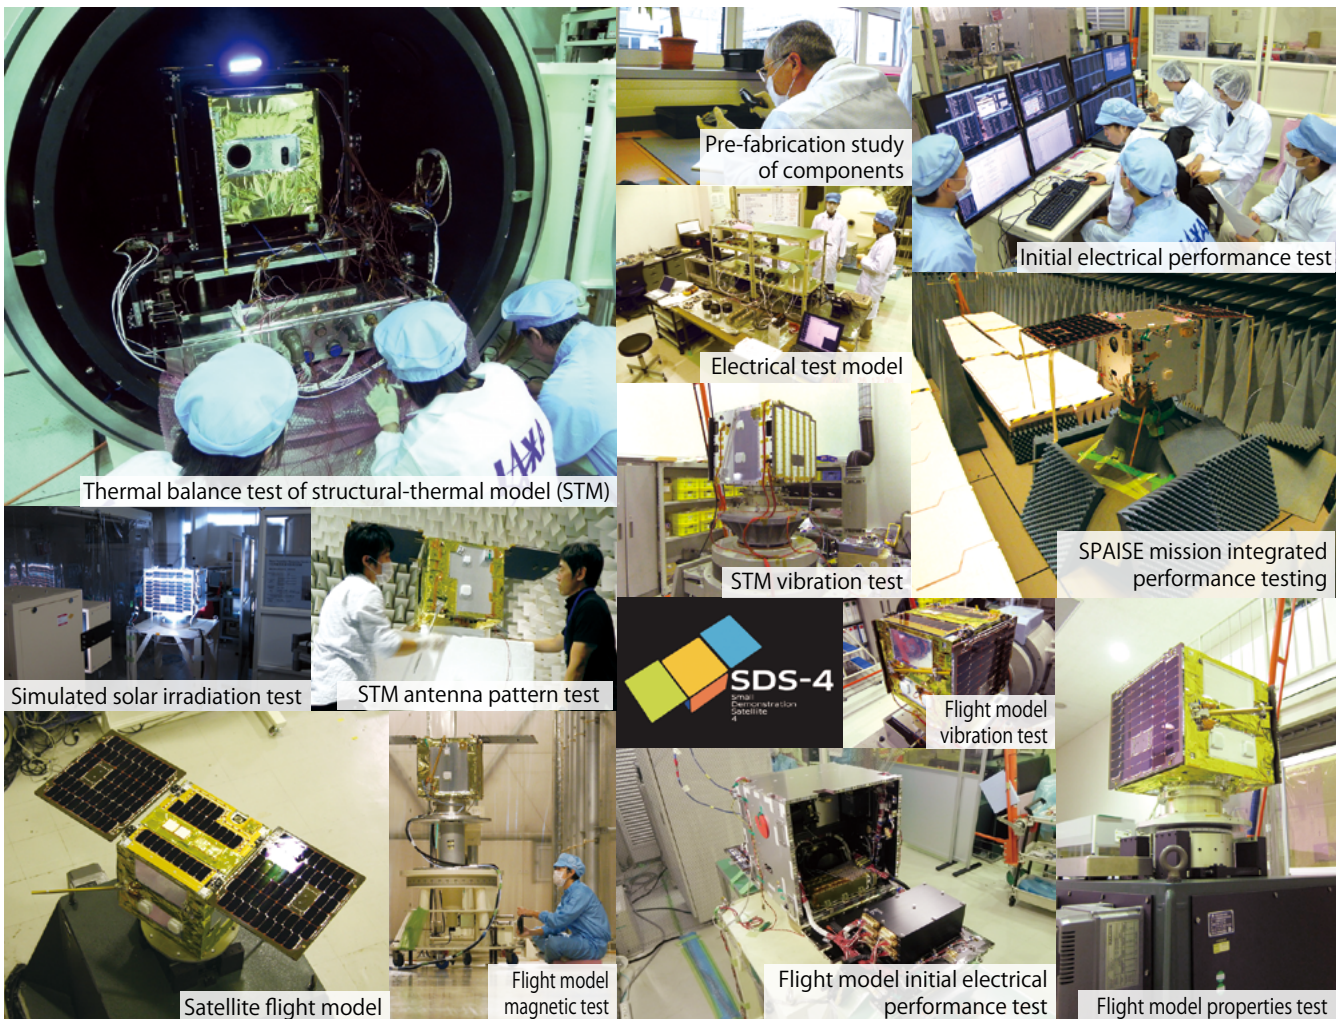 Pre-fabrication study
of components
Initial electrical performance test
Electrical test model
Thermal balance test of structural-thermal model (STM)
JAXA
STM vibration test
SPAISE mission integrated
performance testing
Simulated solar irradiation test
STM antenna pattern test
SDS-4
Small
Demonstration
Satellite
4
Flight model
vibration test
Satellite flight model
Flight model
magnetic test
Flight model initial electrical
performance test
Flight model properties test